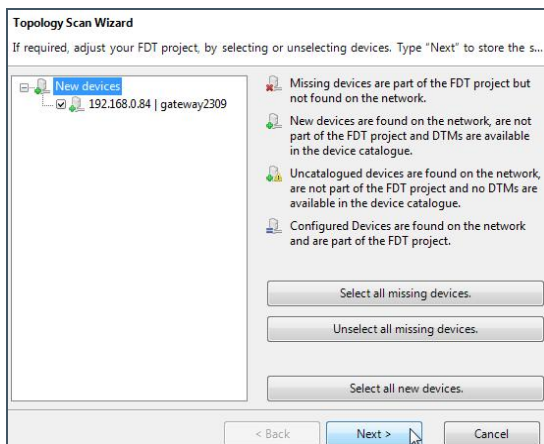 Topology Scan Wizard
If required, adjust your FDT project, by selecting or unselecting devices. Type "Next" to store the s...
New devices
192.168.0.84 | gateway2309
Missing devices are part of the FDT project but
not found on the network.
New devices are found on the network, are not
part of the FDT project and DTMs are available
in the device catalogue.
Uncatalogued devices are found on the network,
are not part of the FDT project and no DTMs are
available in the device catalogue.
Configured Devices are found on the network
and are part of the FDT project.
Select all missing devices.
Unselect all missing devices.
Select all new devices.
< Back
Next >
Cancel